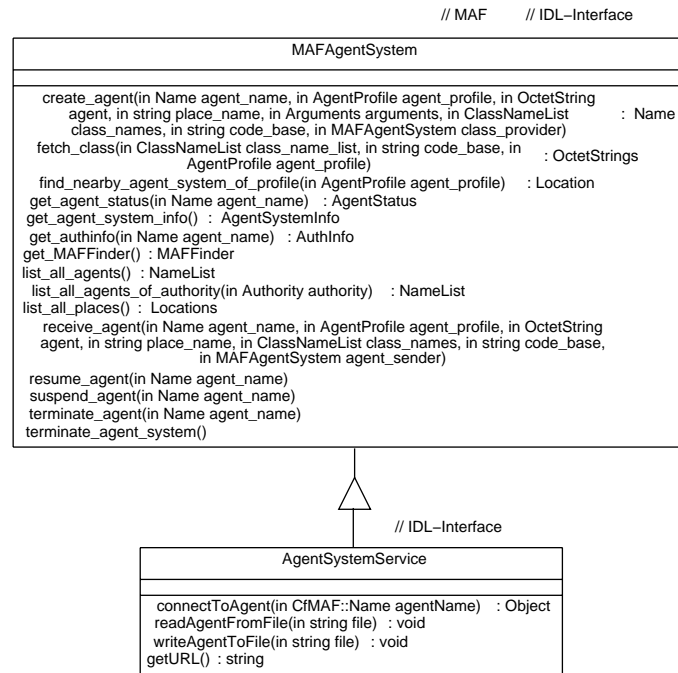 // MAF // IDL–Interface
MAFAgentSystem
create_agent(in Name agent_name, in AgentProfile agent_profile, in OctetString
agent, in string place_name, in Arguments arguments, in ClassNameList : Name
class_names, in string code_base, in MAFAgentSystem class_provider)
fetch_class(in ClassNameList class_name_list, in string code_base, in
AgentProfile agent_profile) : OctetStrings
find_nearby_agent_system_of_profile(in AgentProfile agent_profile) : Location
get_agent_status(in Name agent_name) : AgentStatus
get_agent_system_info() : AgentSystemInfo
get_authinfo(in Name agent_name) : AuthInfo
get_MAFFinder() : MAFFinder
list_all_agents() : NameList
list_all_agents_of_authority(in Authority authority) : NameList
list_all_places() : Locations
receive_agent(in Name agent_name, in AgentProfile agent_profile, in OctetString
agent, in string place_name, in ClassNameList class_names, in string code_base,
in MAFAgentSystem agent_sender)
resume_agent(in Name agent_name)
suspend_agent(in Name agent_name)
terminate_agent(in Name agent_name)
terminate_agent_system()
// IDL–Interface
AgentSystemService
connectToAgent(in CfMAF::Name agentName) : Object
readAgentFromFile(in string file) : void
writeAgentToFile(in string file) : void
getURL() : string